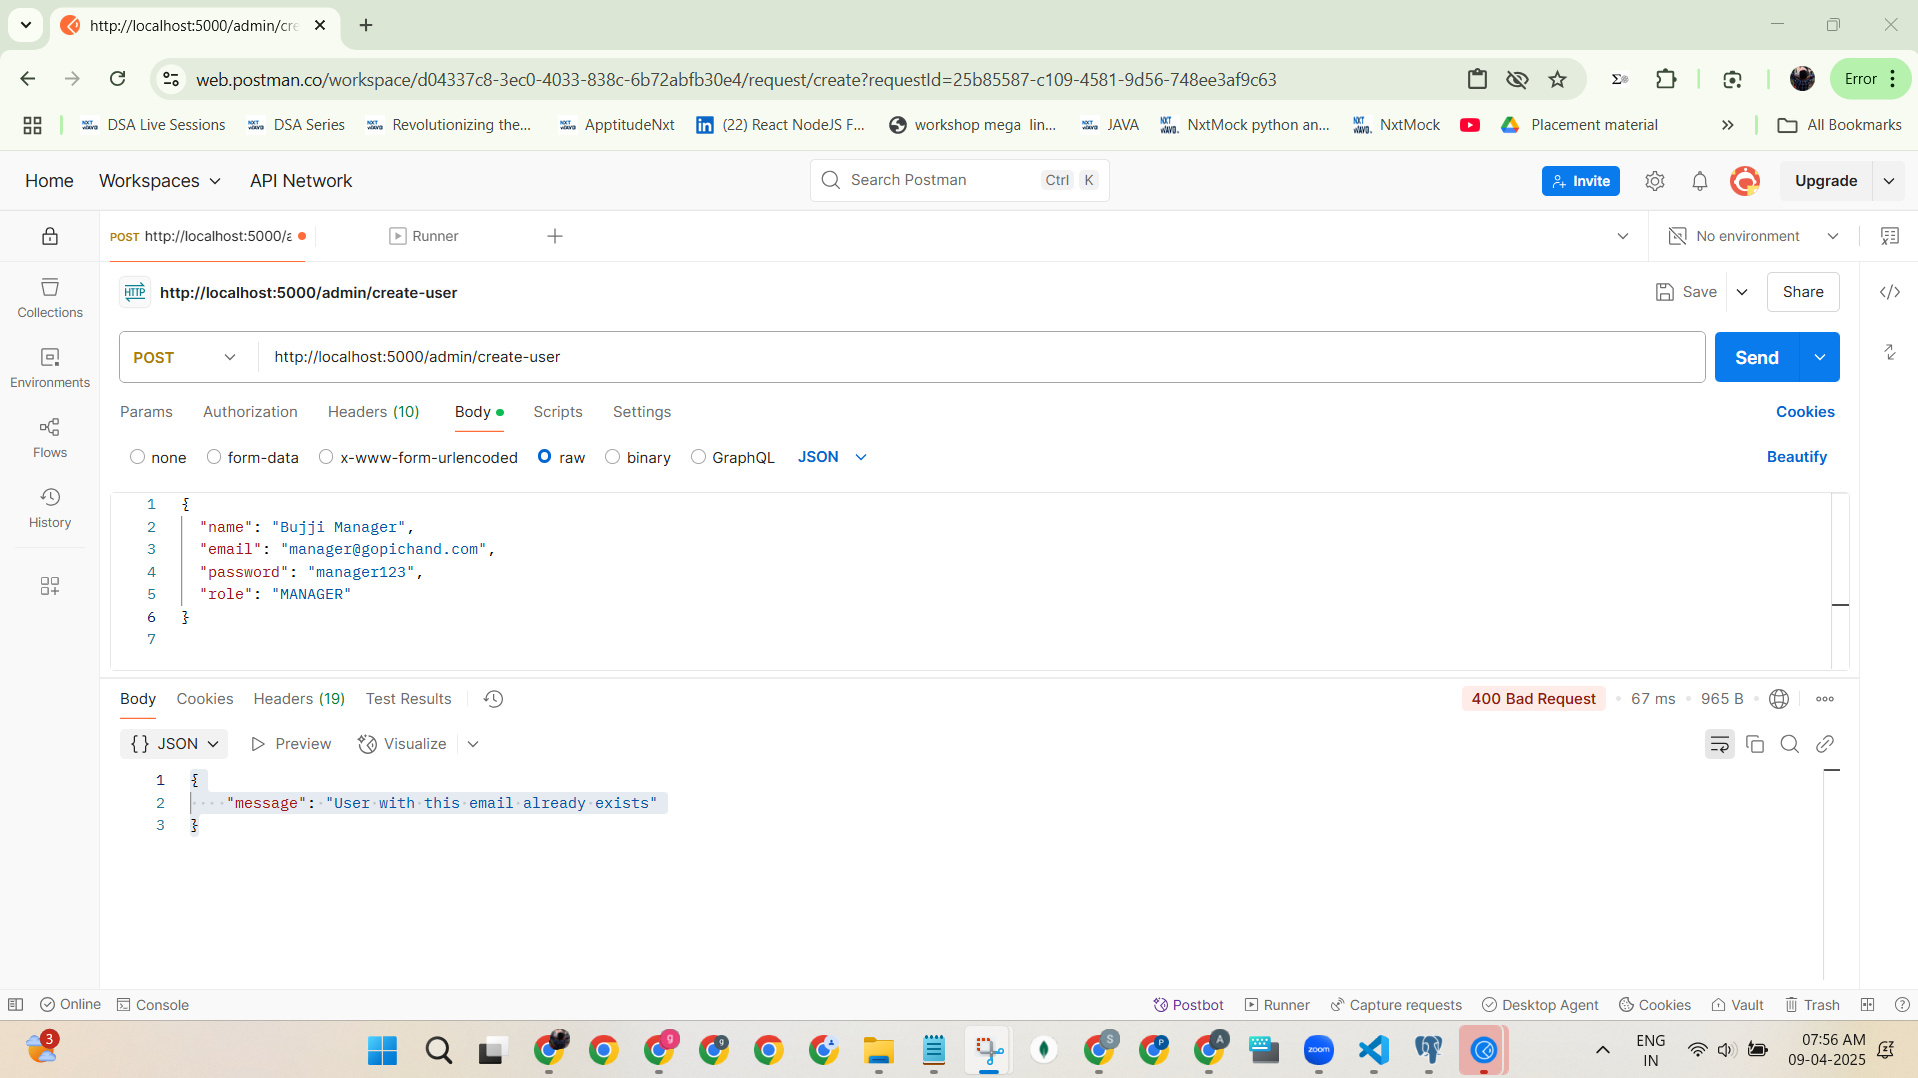 http://localhost:5000/admin/cre
web.postman.co/workspace/d04337c8-3ec0-4033-838c-6b72abfb30e4/request/create?requestId=25b85587-c109-4581-9d56-748ee3af9c63
Error
DSA Live Sessions
DSA Series
Revolutionizing the...
ApptitudeNxt
(22) React NodeJS F...
workshop mega lin...
JAVA
NxtMock python an...
NxtMock
Placement material
All Bookmarks
Home
Workspaces
API Network
Search Postman
Ctrl K
Invite
Upgrade
POST http://localhost:5000/a
Runner
No environment
HTTP http://localhost:5000/admin/create-user
Save
Share
Collections
Environments
Flows
History
POST
http://localhost:5000/admin/create-user
Send
Params
Authorization
Headers (10)
Body
Scripts
Settings
Cookies
none
form-data
x-www-form-urlencoded
raw
binary
GraphQL
JSON
Beautify
1 {
2 "name": "Bujji Manager",
3 "email": "manager@gopichand.com",
4 "password": "manager123",
5 "role": "MANAGER"
6 }
7
Body
Cookies
Headers (19)
Test Results
400 Bad Request
67 ms
965 B
{} JSON
Preview
Visualize
1 {
2 "message": "User with this email already exists"
3 }
Online
Console
Postbot
Runner
Capture requests
Desktop Agent
Cookies
Vault
Trash
3
g
g
S
P
A
zoom
ENG
IN
07:56 AM
09-04-2025